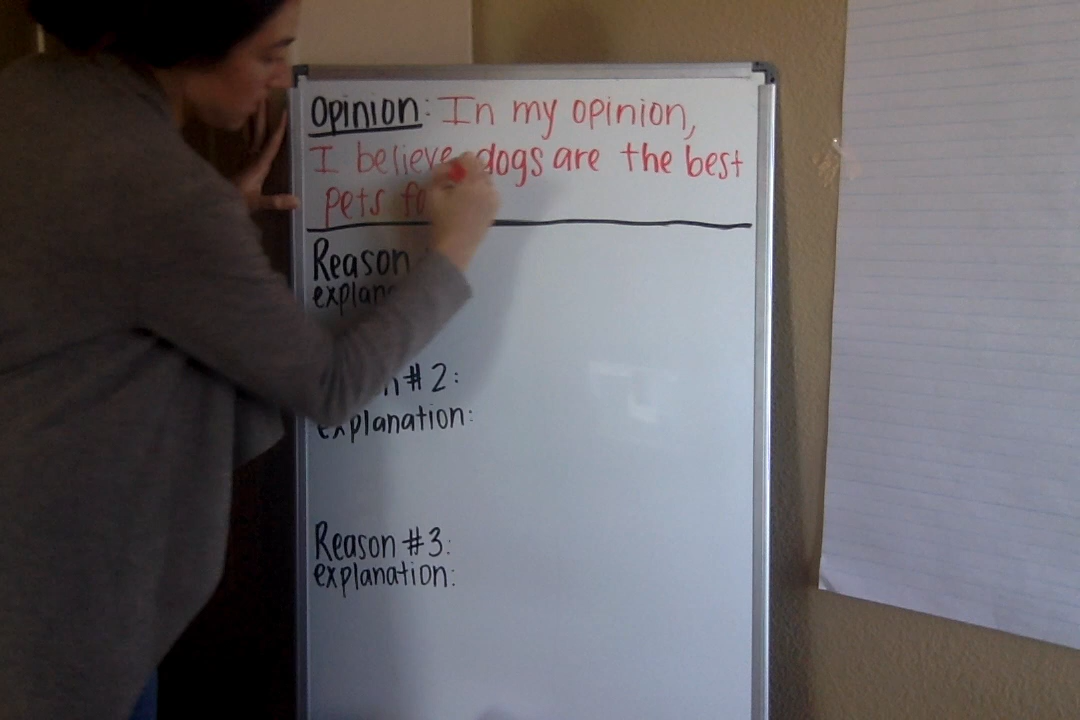 Opinion: In my opinion,
I believe dogs are the best
pets
Reason
#2:
explanation:
Reason #3:
explanation: